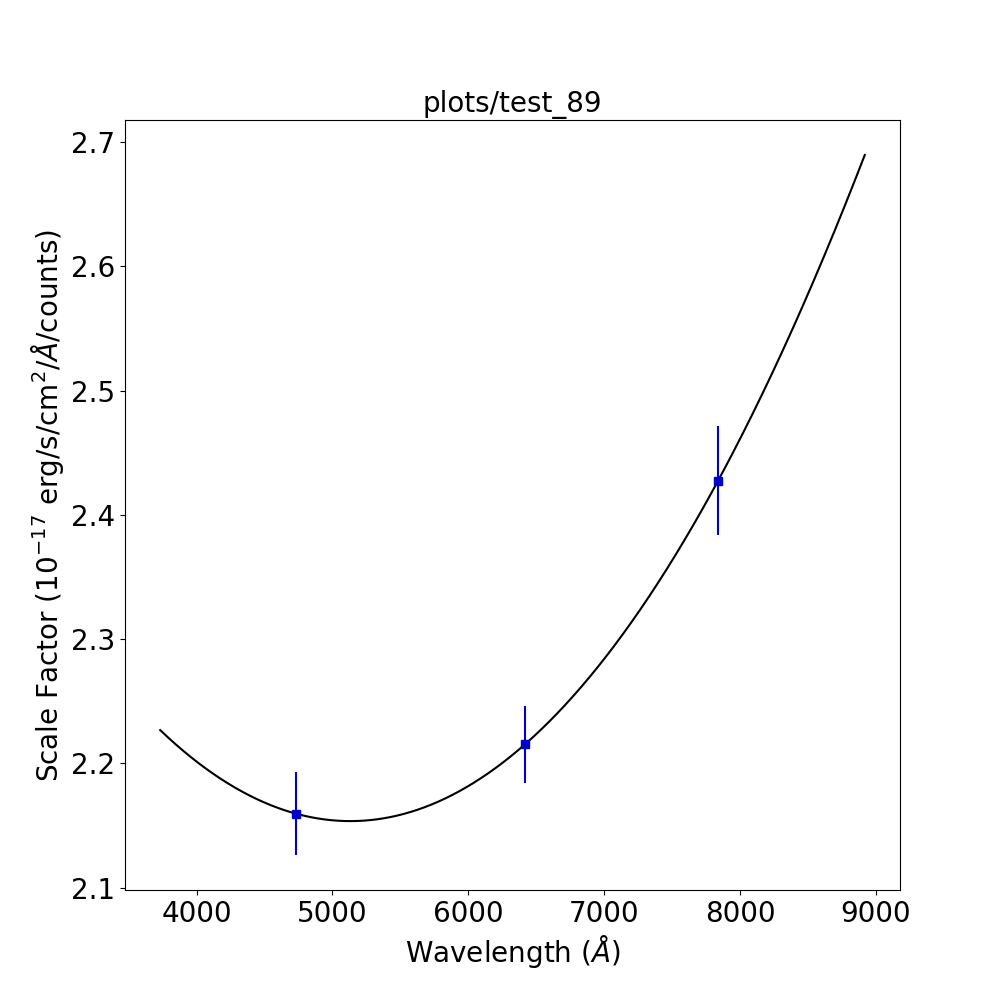 plots/test_89
2.7
2.6
2.5
2.4
2.3
2.2
2.1
Scale Factor (10⁻¹⁷ erg/s/cm²/Å/counts)
4000 5000 6000 7000 8000 9000
Wavelength (Å)